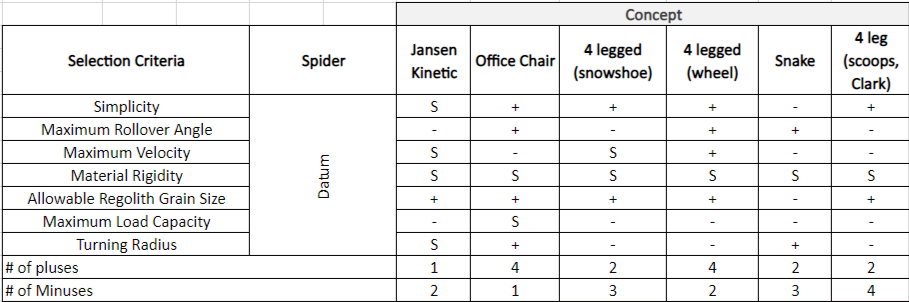 Concept
Selection Criteria Spider Jansen Kinetic Office Chair 4 legged (snowshoe) 4 legged (wheel) Snake 4 leg (scoops, Clark)
Datum
Simplicity S + + + - +
Maximum Rollover Angle - + - + + -
Maximum Velocity S - S + - -
Material Rigidity S S S S S S
Allowable Regolith Grain Size + + + + - +
Maximum Load Capacity - S - - - -
Turning Radius S + - - + -
# of pluses 1 4 2 4 2 2
# of Minuses 2 1 3 2 3 4